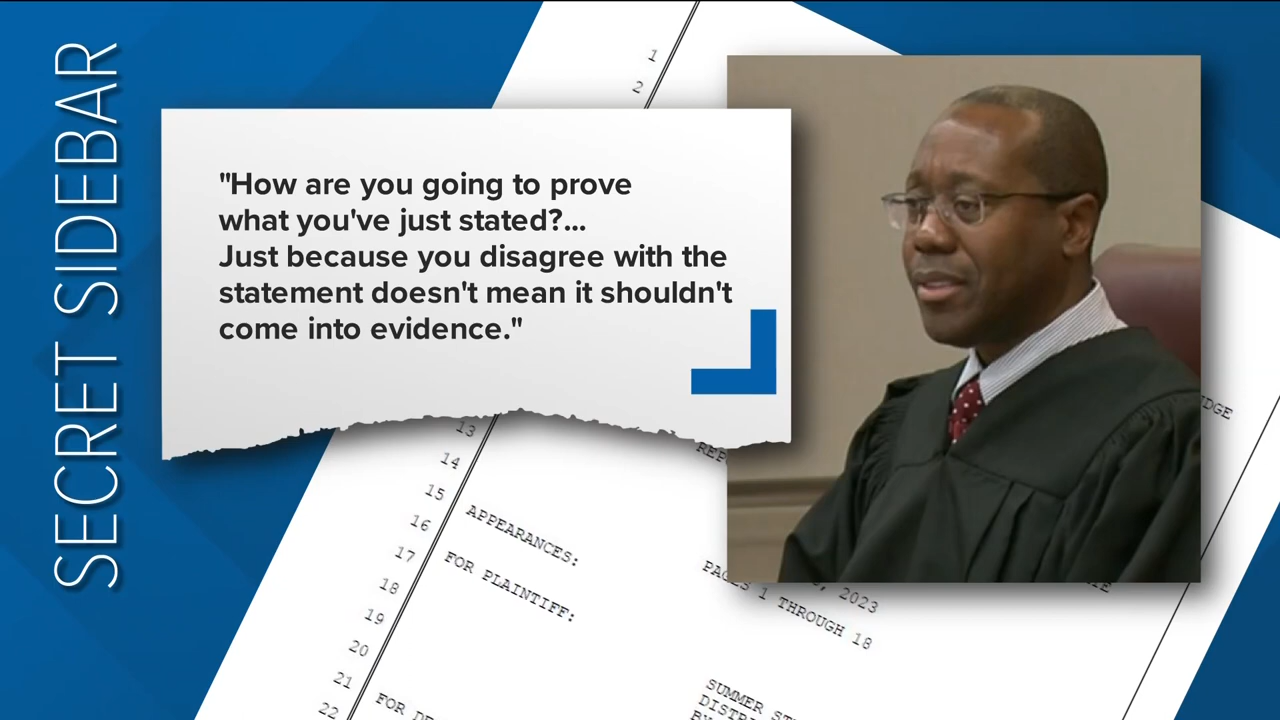 SECRET SIDEBAR
"How are you going to prove
what you've just stated?...
Just because you disagree with the
statement doesn't mean it shouldn't
come into evidence."
1
2
13
14
15
16
17
18
19
20
21
22
APPEARANCES:
FOR PLAINTIFF:
2023
PAGES 1 THROUGH 18
SUMMER